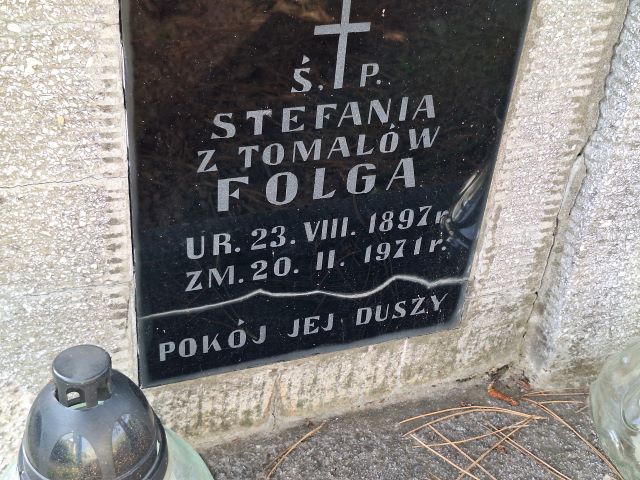 Ś. P.
STEFANIA
Z TOMALÓW
FOLGA
UR. 23. VIII. 1897 r.
ZM. 20. II. 1971 r.
POKÓJ JEJ DUSZY